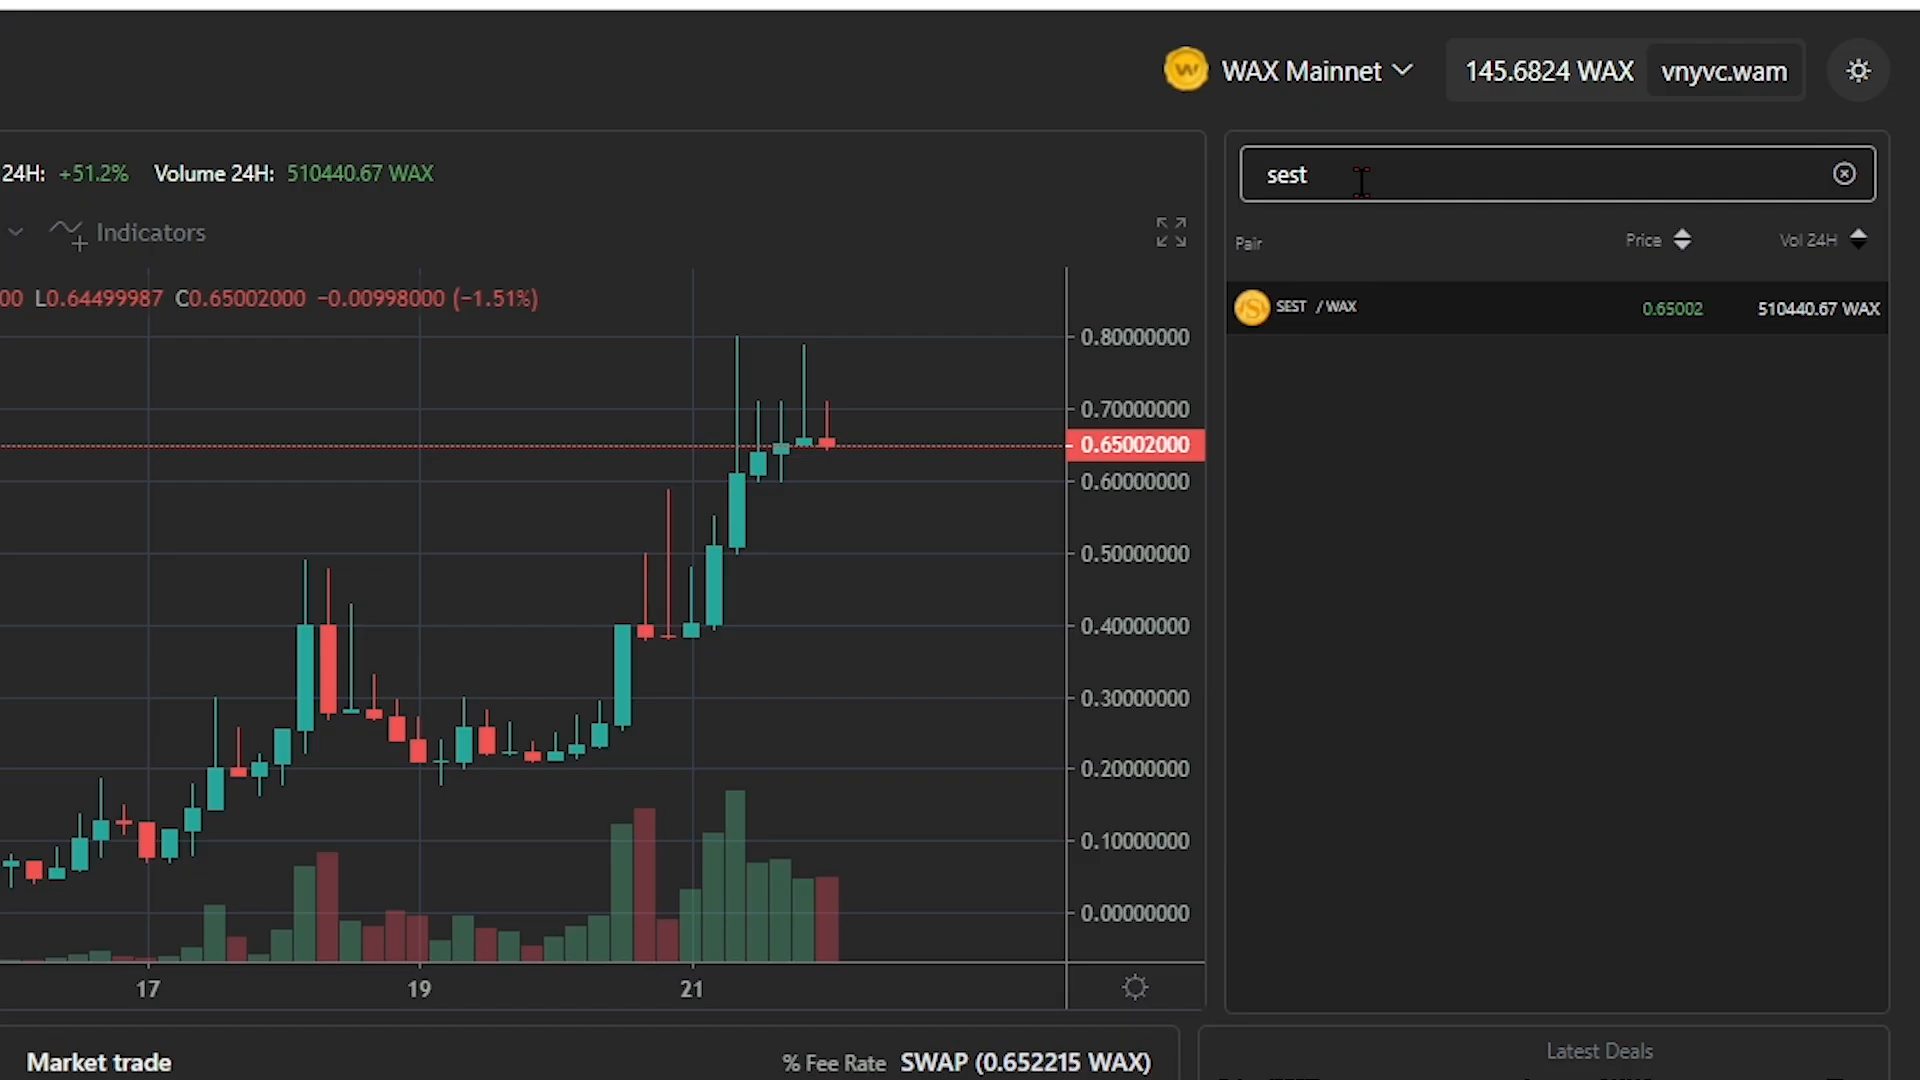 WAX Mainnet 145.6824 WAX vnyvc.wam
24H: +51.2% Volume 24H: 510440.67 WAX
sest
Indicators
Pair Price Vol 24H
00 L0.64499987 C0.65002000 −0.00998000 (−1.51%)
SEST / WAX 0.65002 510440.67 WAX
0.80000000
0.70000000
0.65002000
0.60000000
0.50000000
0.40000000
0.30000000
0.20000000
0.10000000
0.00000000
17 19 21
Market trade % Fee Rate SWAP (0.652215 WAX)
Latest Deals